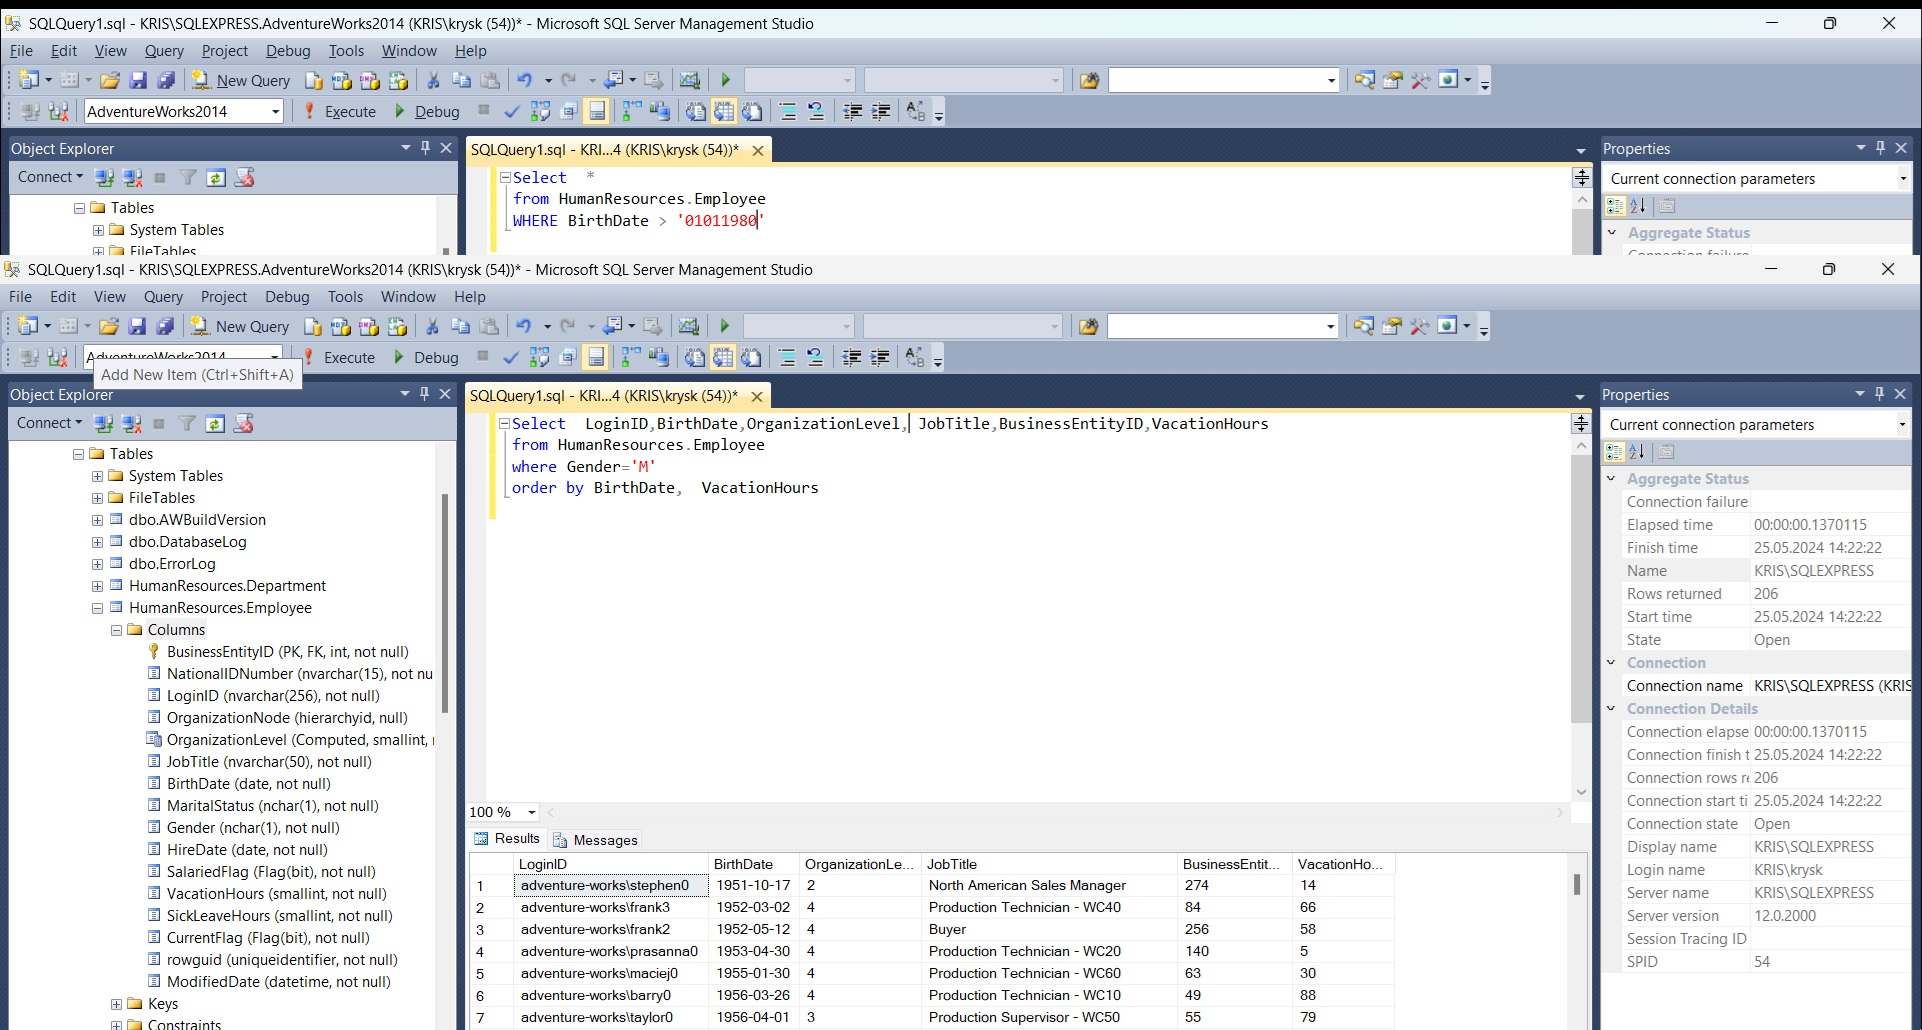 SQLQuery1.sql - KRIS\SQLEXPRESS.AdventureWorks2014 (KRIS\krysk (54))* - Microsoft SQL Server Management Studio
File Edit View Query Project Debug Tools Window Help
New Query
AdventureWorks2014 Execute Debug
Object Explorer
Connect
Tables
System Tables
FileTables
SQLQuery1.sql - KRI...4 (KRIS\krysk (54))*
Select *
from HumanResources.Employee
WHERE BirthDate > '01011980'
Properties
Current connection parameters
Aggregate Status
Connection failure
SQLQuery1.sql - KRIS\SQLEXPRESS.AdventureWorks2014 (KRIS\krysk (54))* - Microsoft SQL Server Management Studio
File Edit View Query Project Debug Tools Window Help
New Query
AdventureWorks2014 Execute Debug
Add New Item (Ctrl+Shift+A)
Object Explorer
Connect
Tables
System Tables
FileTables
dbo.AWBuildVersion
dbo.DatabaseLog
dbo.ErrorLog
HumanResources.Department
HumanResources.Employee
Columns
BusinessEntityID (PK, FK, int, not null)
NationalIDNumber (nvarchar(15), not nu
LoginID (nvarchar(256), not null)
OrganizationNode (hierarchyid, null)
OrganizationLevel (Computed, smallint,
JobTitle (nvarchar(50), not null)
BirthDate (date, not null)
MaritalStatus (nchar(1), not null)
Gender (nchar(1), not null)
HireDate (date, not null)
SalariedFlag (Flag(bit), not null)
VacationHours (smallint, not null)
SickLeaveHours (smallint, not null)
CurrentFlag (Flag(bit), not null)
rowguid (uniqueidentifier, not null)
ModifiedDate (datetime, not null)
Keys
Constraints
SQLQuery1.sql - KRI...4 (KRIS\krysk (54))*
Select LoginID,BirthDate,OrganizationLevel, JobTitle,BusinessEntityID,VacationHours
from HumanResources.Employee
where Gender='M'
order by BirthDate, VacationHours
100 %
Results Messages
LoginID BirthDate OrganizationLe... JobTitle BusinessEntit... VacationHo...
1 adventure-works\stephen0 1951-10-17 2 North American Sales Manager 274 14
2 adventure-works\frank3 1952-03-02 4 Production Technician - WC40 84 66
3 adventure-works\frank2 1952-05-12 4 Buyer 256 58
4 adventure-works\prasanna0 1953-04-30 4 Production Technician - WC20 140 5
5 adventure-works\maciej0 1955-01-30 4 Production Technician - WC60 63 30
6 adventure-works\barry0 1956-03-26 4 Production Technician - WC10 49 88
7 adventure-works\taylor0 1956-04-01 3 Production Supervisor - WC50 55 79
Properties
Current connection parameters
Aggregate Status
Connection failure
Elapsed time 00:00:00.1370115
Finish time 25.05.2024 14:22:22
Name KRIS\SQLEXPRESS
Rows returned 206
Start time 25.05.2024 14:22:22
State Open
Connection
Connection name KRIS\SQLEXPRESS (KRIS
Connection Details
Connection elapse 00:00:00.1370115
Connection finish t 25.05.2024 14:22:22
Connection rows re 206
Connection start ti 25.05.2024 14:22:22
Connection state Open
Display name KRIS\SQLEXPRESS
Login name KRIS\krysk
Server name KRIS\SQLEXPRESS
Server version 12.0.2000
Session Tracing ID
SPID 54